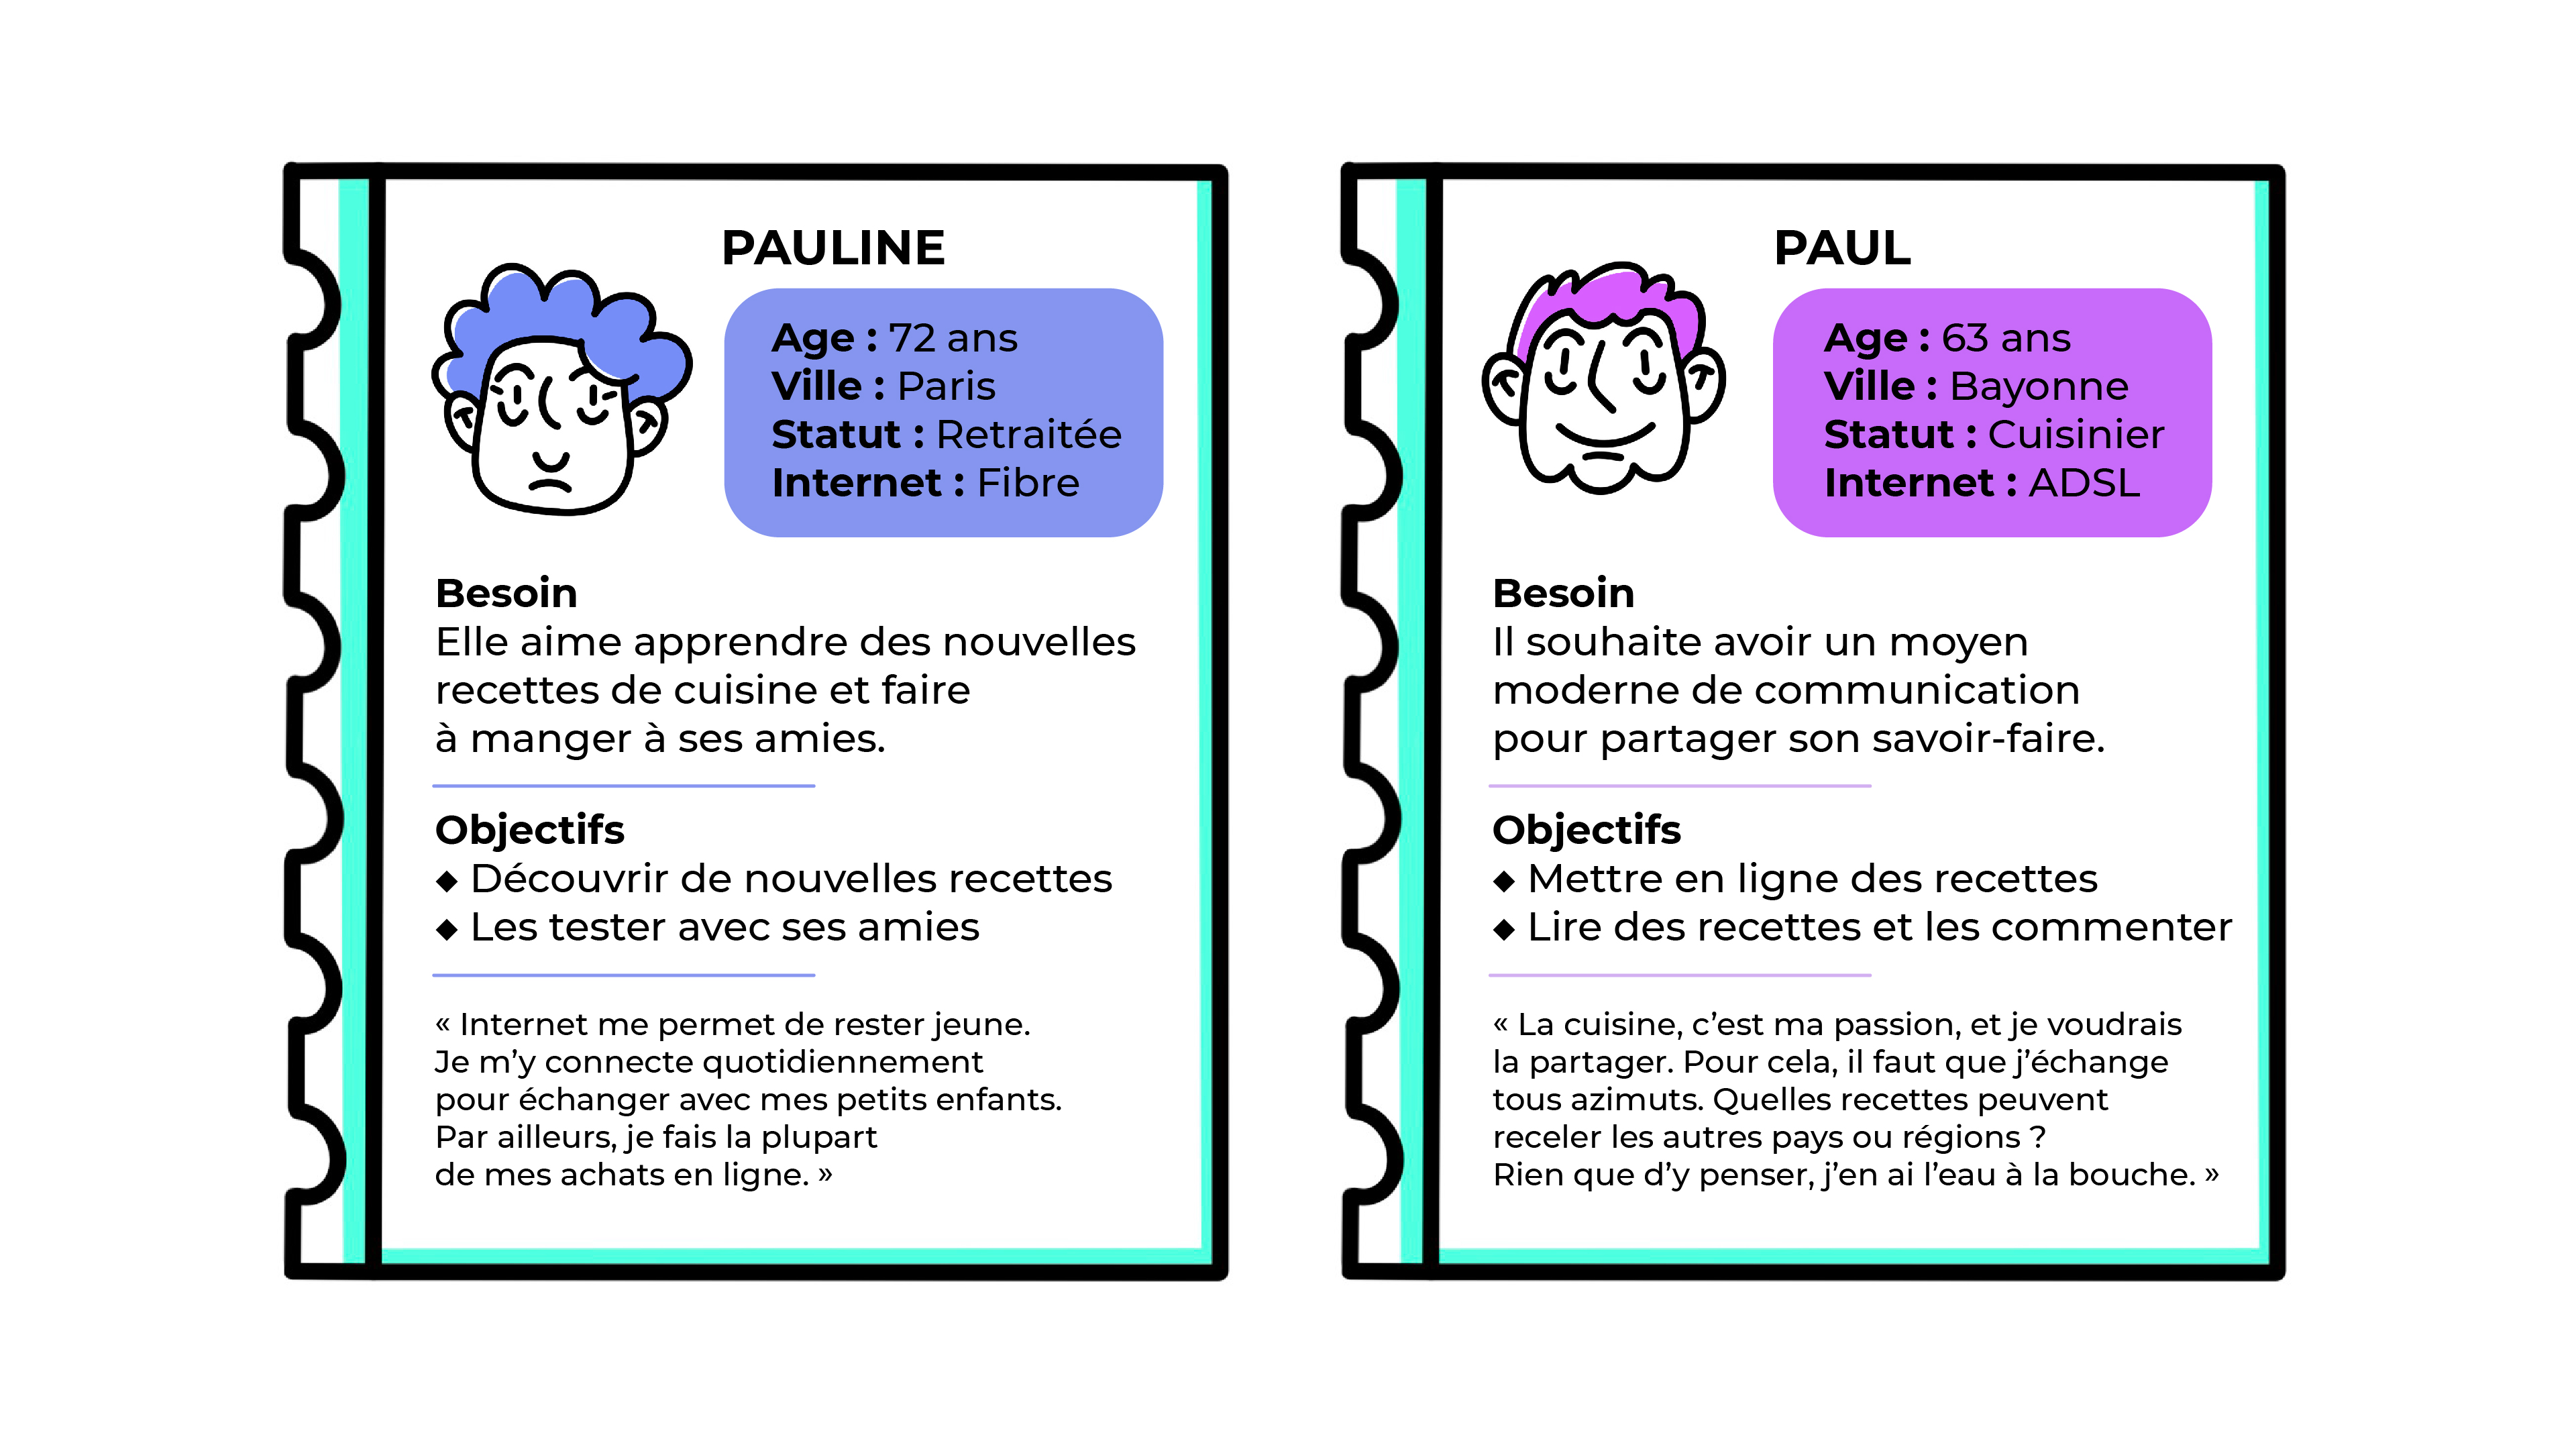 PAULINE
Age : 72 ans
Ville : Paris
Statut : Retraitée
Internet : Fibre
Besoin
Elle aime apprendre des nouvelles
recettes de cuisine et faire
à manger à ses amies.
Objectifs
◆ Découvrir de nouvelles recettes
◆ Les tester avec ses amies
« Internet me permet de rester jeune.
Je m’y connecte quotidiennement
pour échanger avec mes petits enfants.
Par ailleurs, je fais la plupart
de mes achats en ligne. »
PAUL
Age : 63 ans
Ville : Bayonne
Statut : Cuisinier
Internet : ADSL
Besoin
Il souhaite avoir un moyen
moderne de communication
pour partager son savoir-faire.
Objectifs
◆ Mettre en ligne des recettes
◆ Lire des recettes et les commenter
« La cuisine, c’est ma passion, et je voudrais
la partager. Pour cela, il faut que j’échange
tous azimuts. Quelles recettes peuvent
receler les autres pays ou régions ?
Rien que d’y penser, j’en ai l’eau à la bouche. »